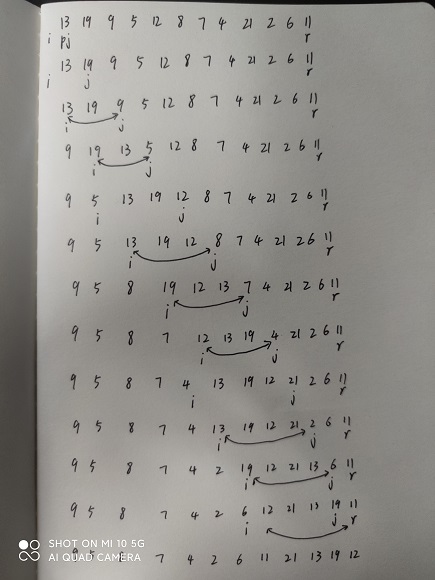 13 19 9 5 12 8 7 4 21 2 6 11
i pj r
13 19 9 5 12 8 7 4 21 2 6 11
i j r
13 19 9 5 12 8 7 4 21 2 6 11
i j r
9 19 13 5 12 8 7 4 21 2 6 11
i j r
9 5 13 19 12 8 7 4 21 2 6 11
i j r
9 5 13 19 12 8 7 4 21 2 6 11
i j r
9 5 8 19 12 13 7 4 21 2 6 11
i j r
9 5 8 7 12 13 19 4 21 2 6 11
i j r
9 5 8 7 4 13 19 12 21 2 6 11
i j r
9 5 8 7 4 13 19 12 21 2 6 11
i j r
9 5 8 7 4 2 19 12 21 13 6 11
i j r
9 5 8 7 4 2 6 12 21 13 19 11
i j r
SHOT ON MI 10 5G
AI QUAD CAMERA
7 4 2 6 11 21 13 19 12